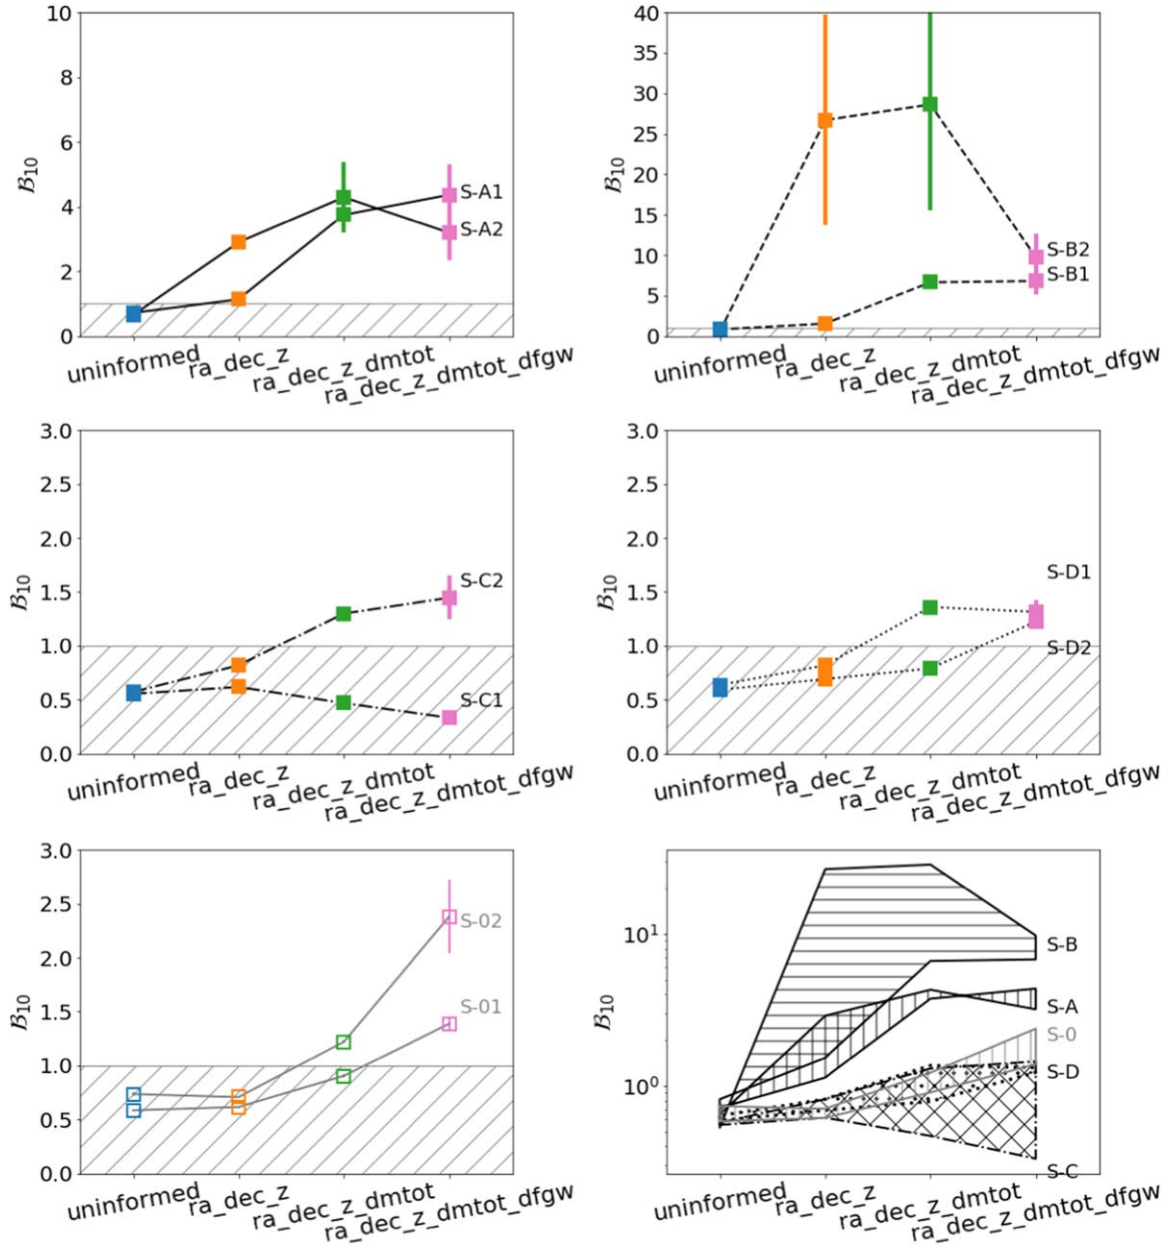 10
8
6
4
2
0
B10
S-A1
S-A2
uninformed
ra_dec_z
ra_dec_z_dmtot
ra_dec_z_dmtot_dfgw
40
35
30
25
20
15
10
5
0
B10
S-B2
S-B1
uninformed
ra_dec_z
ra_dec_z_dmtot
ra_dec_z_dmtot_dfgw
3.0
2.5
2.0
1.5
1.0
0.5
0.0
B10
S-C2
S-C1
uninformed
ra_dec_z
ra_dec_z_dmtot
ra_dec_z_dmtot_dfgw
3.0
2.5
2.0
1.5
1.0
0.5
0.0
B10
S-D1
S-D2
uninformed
ra_dec_z
ra_dec_z_dmtot
ra_dec_z_dmtot_dfgw
3.0
2.5
2.0
1.5
1.0
0.5
0.0
B10
S-02
S-01
uninformed
ra_dec_z
ra_dec_z_dmtot
ra_dec_z_dmtot_dfgw
10¹
10⁰
B10
S-B
S-A
S-0
S-D
S-C
uninformed
ra_dec_z
ra_dec_z_dmtot
ra_dec_z_dmtot_dfgw